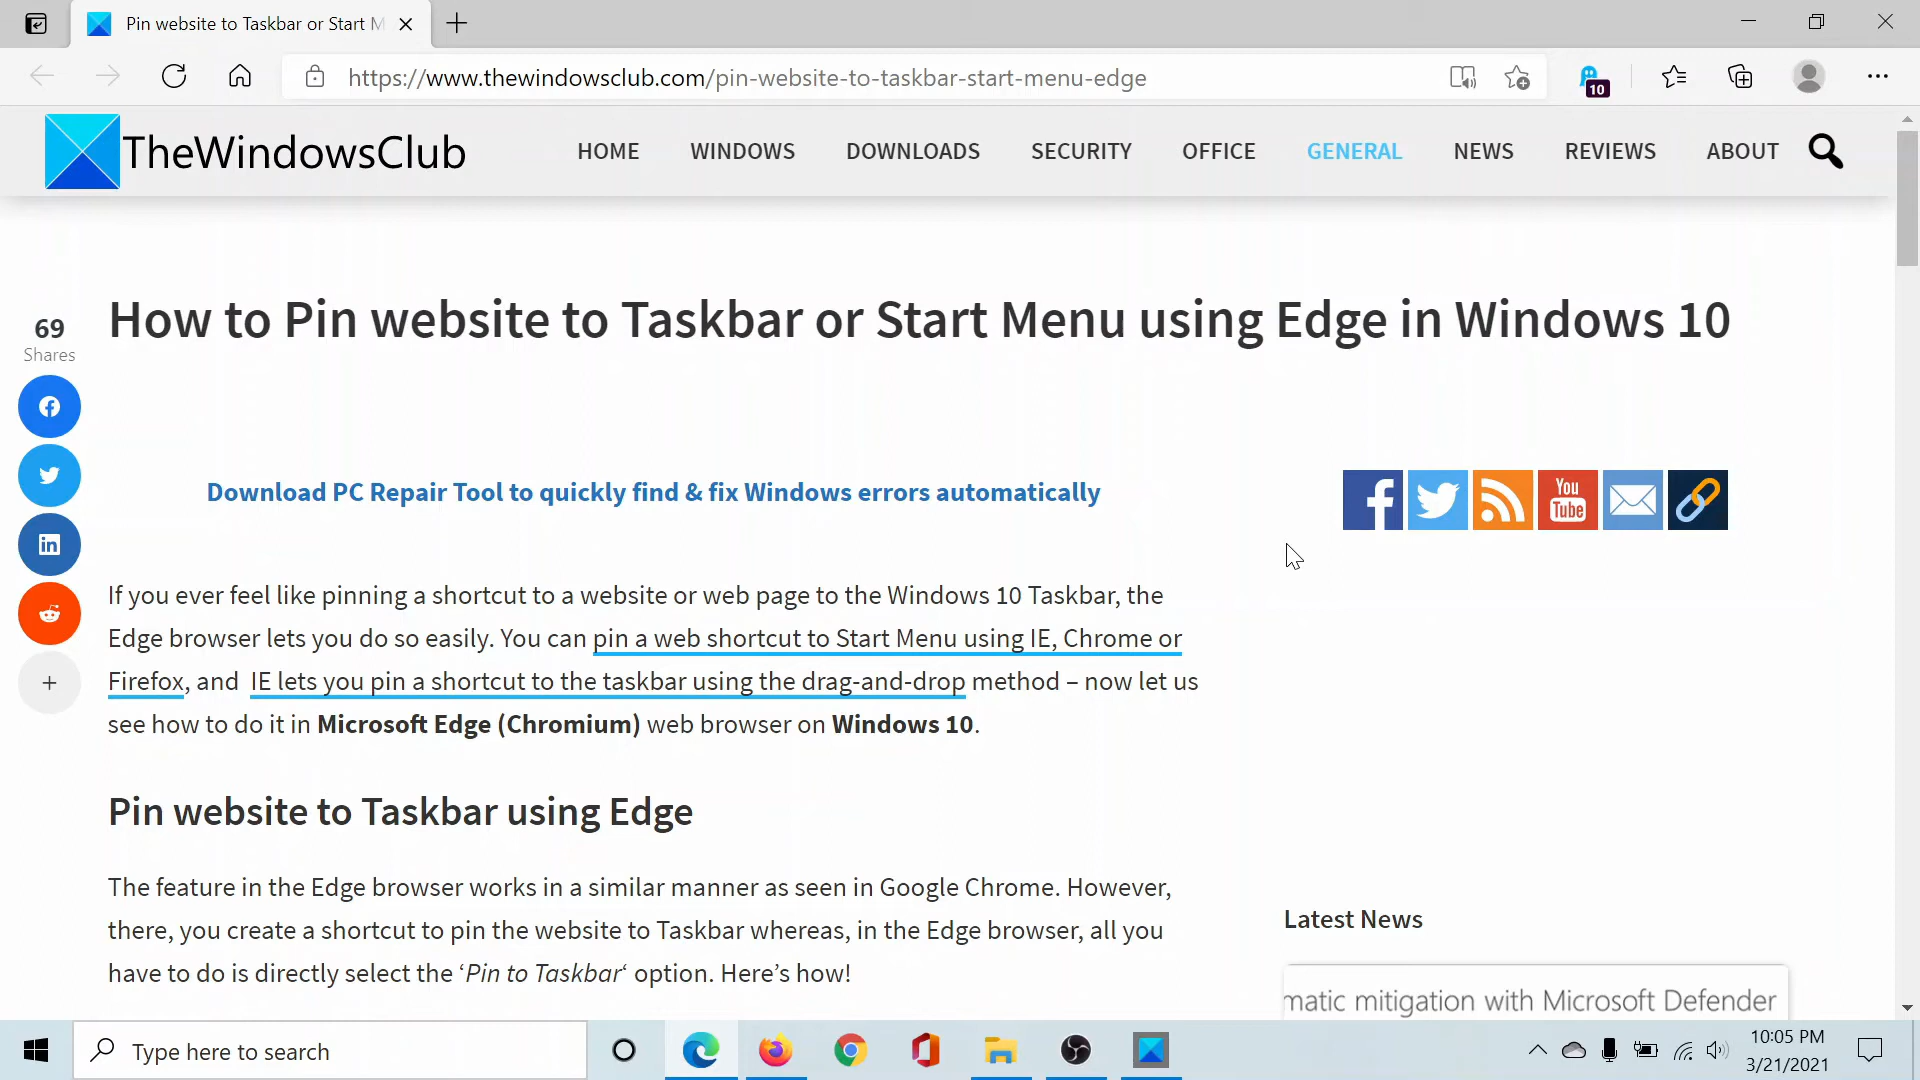 Pin website to Taskbar or Start M
https://www.thewindowsclub.com/pin-website-to-taskbar-start-menu-edge
10
TheWindowsClub
HOME
WINDOWS
DOWNLOADS
SECURITY
OFFICE
GENERAL
NEWS
REVIEWS
ABOUT
How to Pin website to Taskbar or Start Menu using Edge in Windows 10
69
Shares
Download PC Repair Tool to quickly find & fix Windows errors automatically
You
Tube
If you ever feel like pinning a shortcut to a website or web page to the Windows 10 Taskbar, the
Edge browser lets you do so easily. You can pin a web shortcut to Start Menu using IE, Chrome or
Firefox, and IE lets you pin a shortcut to the taskbar using the drag-and-drop method – now let us
see how to do it in Microsoft Edge (Chromium) web browser on Windows 10.
Pin website to Taskbar using Edge
The feature in the Edge browser works in a similar manner as seen in Google Chrome. However,
there, you create a shortcut to pin the website to Taskbar whereas, in the Edge browser, all you
have to do is directly select the ‘Pin to Taskbar‘ option. Here’s how!
Latest News
matic mitigation with Microsoft Defender
Type here to search
10:05 PM
3/21/2021